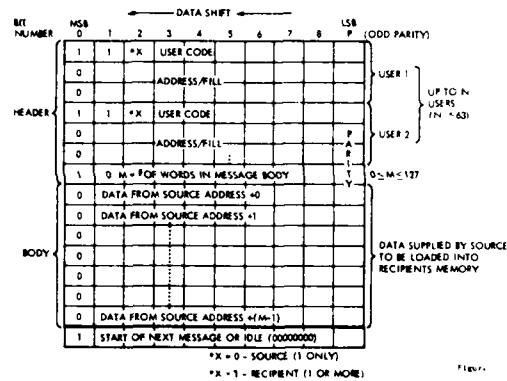 DATA SHIFT
BIT NUMBER
MSB
LSB
0 1 2 3 4 5 6 7 8 P (ODD PARITY)
1 1 *X USER CODE
0
ADDRESS/FILL
0
USER 1
1 1 *X USER CODE
0
ADDRESS/FILL
0
USER 2
UP TO N USERS
HEADER
PARITY
1 0 M = # OF WORDS IN MESSAGE BODY
0 ≤ M ≤ 127
0 DATA FROM SOURCE ADDRESS +0
0 DATA FROM SOURCE ADDRESS +1
0
BODY
0
0
0
0
0 DATA FROM SOURCE ADDRESS +(M-1)
DATA SUPPLIED BY SOURCE
TO BE LOADED INTO
RECIPIENTS MEMORY
1 START OF NEXT MESSAGE OR IDLE (00000000)
*X = 0 - SOURCE (1 ONLY)
*X = 1 - RECIPIENT (1 OR MORE)